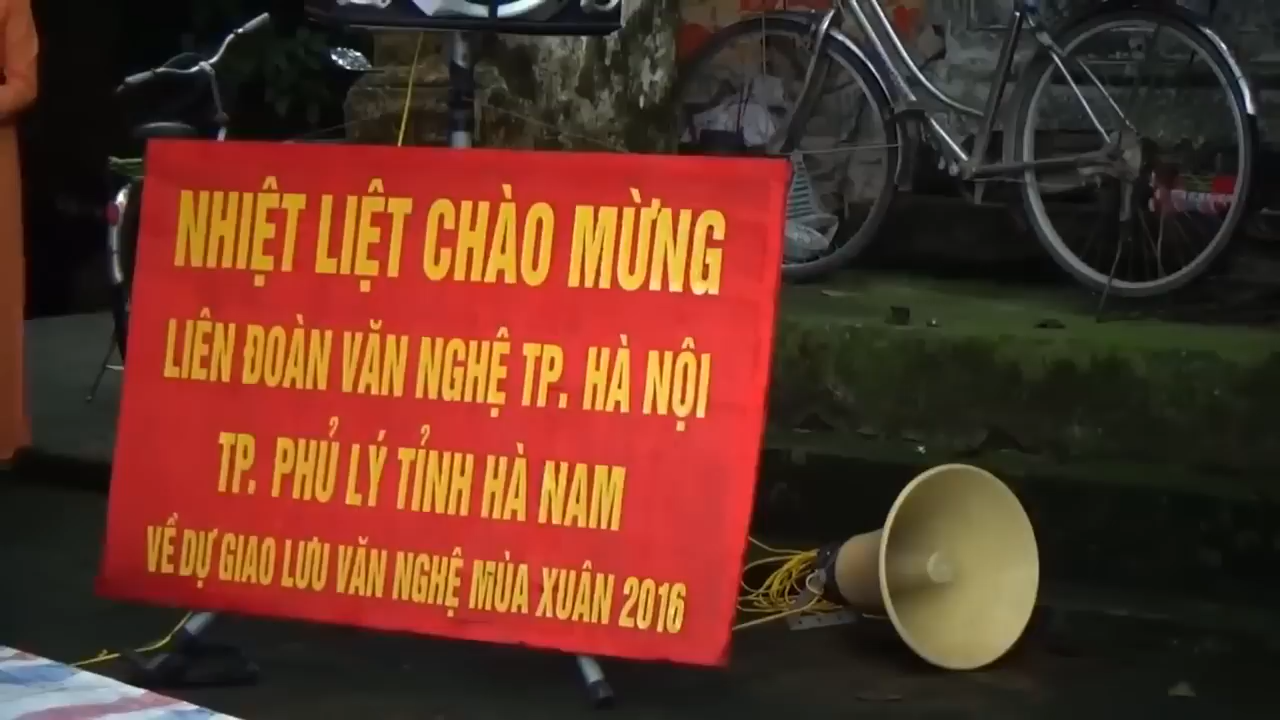 NHIỆT LIỆT CHÀO MỪNG
LIÊN ĐOÀN VĂN NGHỆ TP. HÀ NỘI
TP. PHỦ LÝ TỈNH HÀ NAM
VỀ DỰ GIAO LƯU VĂN NGHỆ MÙA XUÂN 2016